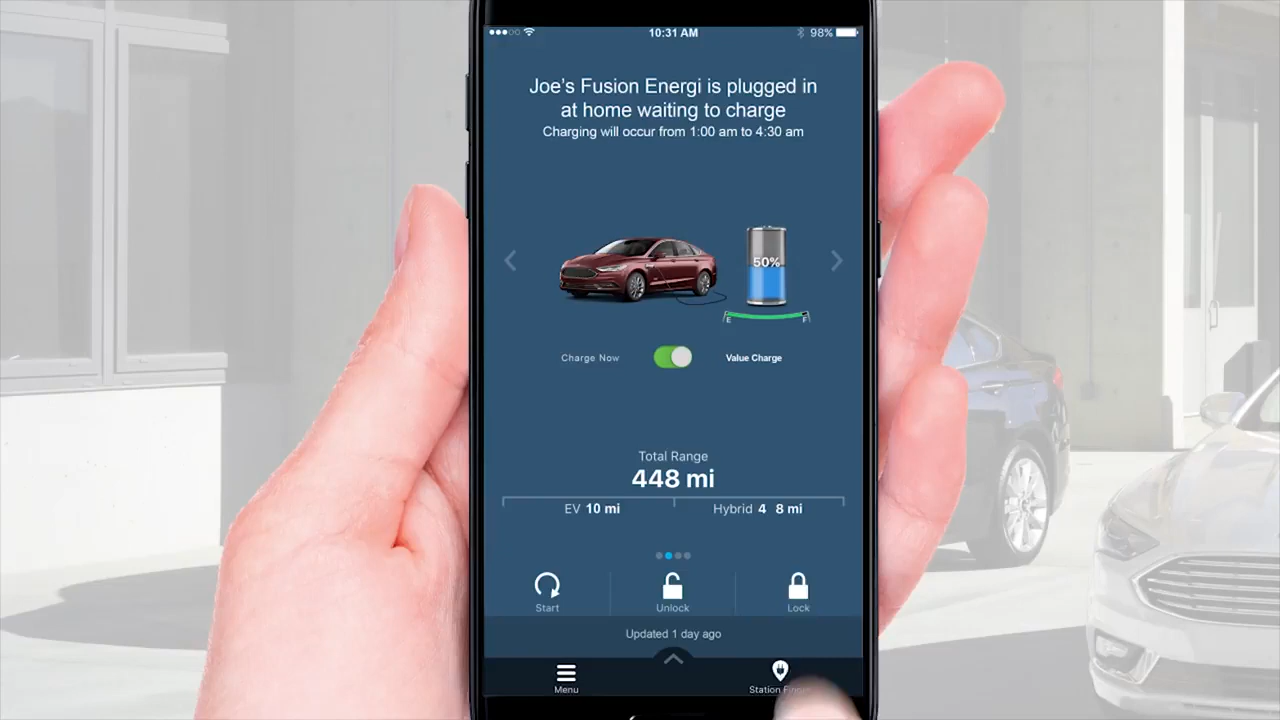 10:31 AM
98%
Joe's Fusion Energi is plugged in
at home waiting to charge
Charging will occur from 1:00 am to 4:30 am
50%
E F
Charge Now Value Charge
Total Range
448 mi
EV 10 mi Hybrid 4 8 mi
Start Unlock Lock
Updated 1 day ago
Menu Station